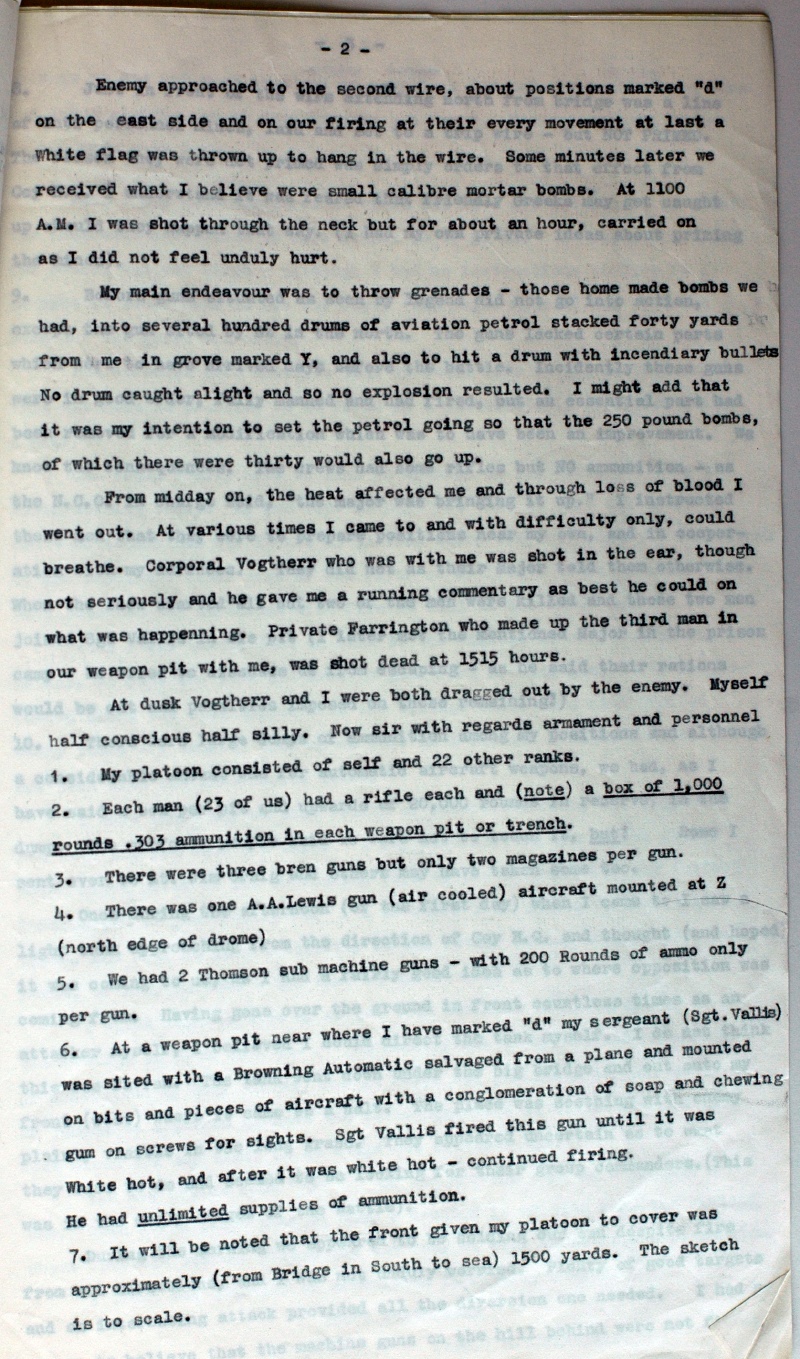 - 2 -
Enemy approached to the second wire, about positions marked "d"
on the east side and on our firing at their every movement at last a
White flag was thrown up to hang in the wire. Some minutes later we
received what I believe were small calibre mortar bombs. At 1100
A.M. I was shot through the neck but for about an hour, carried on
as I did not feel unduly hurt.
My main endeavour was to throw grenades - those home made bombs we
had, into several hundred drums of aviation petrol stacked forty yards
from me in grove marked Y, and also to hit a drum with incendiary bullets
No drum caught alight and so no explosion resulted. I might add that
it was my intention to set the petrol going so that the 250 pound bombs,
of which there were thirty would also go up.
From midday on, the heat affected me and through loss of blood I
went out. At various times I came to and with difficulty only, could
breathe. Corporal Vogtherr who was with me was shot in the ear, though
not seriously and he gave me a running commentary as best he could on
what was happenning. Private Farrington who made up the third man in
our weapon pit with me, was shot dead at 1515 hours.
At dusk Vogtherr and I were both dragged out by the enemy. Myself
half conscious half silly. Now sir with regards armament and personnel
1. My platoon consisted of self and 22 other ranks.
2. Each man (23 of us) had a rifle each and (note) a box of 1,000
rounds .303 ammunition in each weapon pit or trench.
3. There were three bren guns but only two magazines per gun.
4. There was one A.A.Lewis gun (air cooled) aircraft mounted at Z
(north edge of drome)
5. We had 2 Thomson sub machine guns - with 200 Rounds of ammo only
per gun.
6. At a weapon pit near where I have marked "d" my sergeant (Sgt.Vallis)
was sited with a Browning Automatic salvaged from a plane and mounted
on bits and pieces of aircraft with a conglomeration of soap and chewing
gum on screws for sights. Sgt Vallis fired this gun until it was
White hot, and after it was white hot - continued firing.
He had unlimited supplies of ammunition.
7. It will be noted that the front given my platoon to cover was
approximately (from Bridge in South to sea) 1500 yards. The sketch
is to scale.